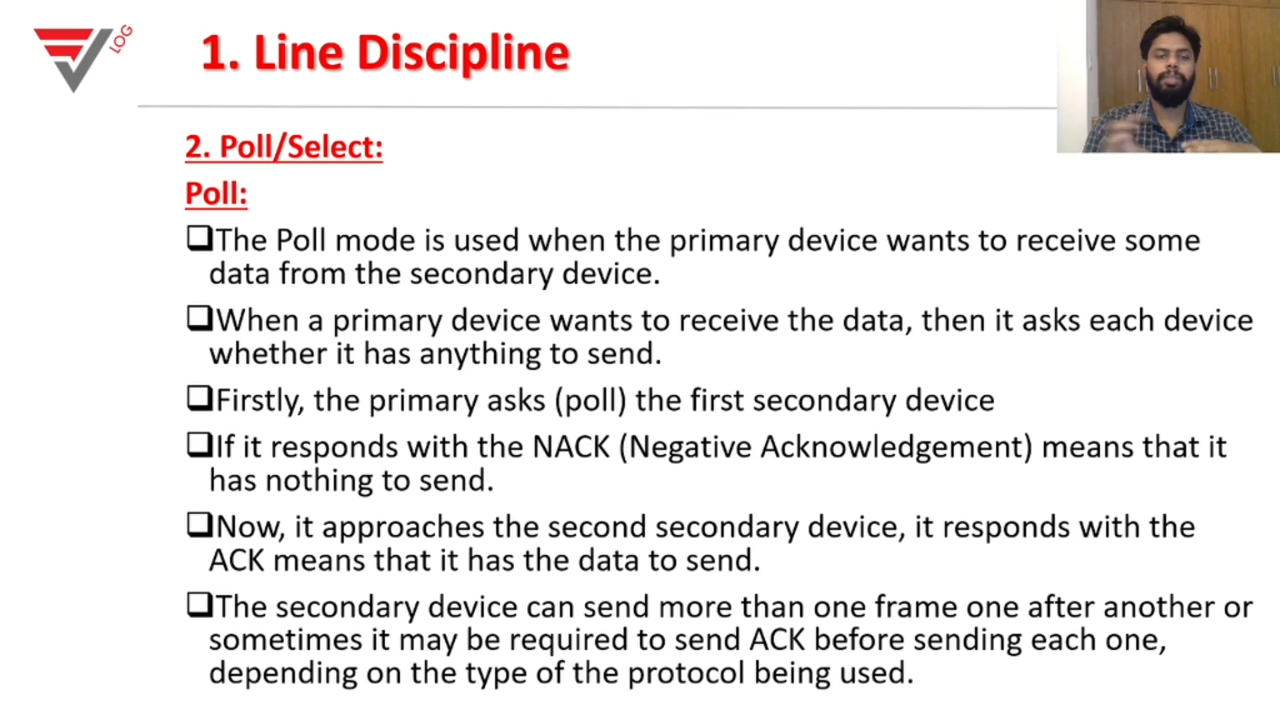 LOG
1. Line Discipline
2. Poll/Select:
Poll:
❑The Poll mode is used when the primary device wants to receive some
data from the secondary device.
❑When a primary device wants to receive the data, then it asks each device
whether it has anything to send.
❑Firstly, the primary asks (poll) the first secondary device
❑If it responds with the NACK (Negative Acknowledgement) means that it
has nothing to send.
❑Now, it approaches the second secondary device, it responds with the
ACK means that it has the data to send.
❑The secondary device can send more than one frame one after another or
sometimes it may be required to send ACK before sending each one,
depending on the type of the protocol being used.